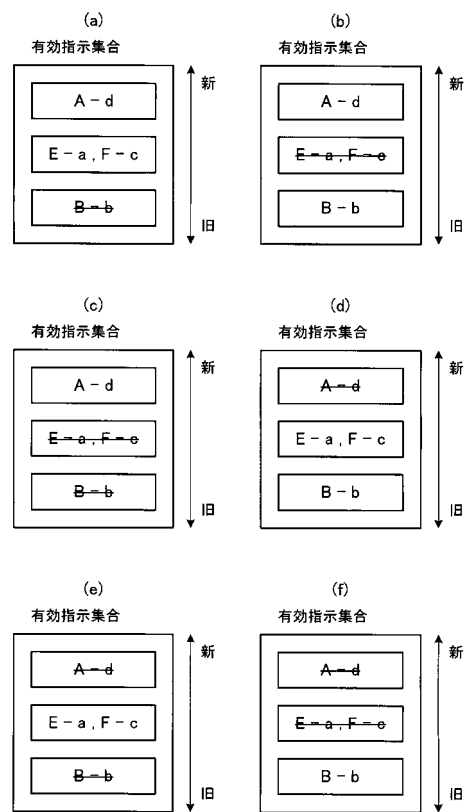 (a)
有効指示集合
新
A－d
E－a , F－c
B－b
旧
(b)
有効指示集合
新
A－d
E－a , F－c
B－b
旧
(c)
有効指示集合
新
A－d
E－a , F－c
B－b
旧
(d)
有効指示集合
新
A－d
E－a , F－c
B－b
旧
(e)
有効指示集合
新
A－d
E－a , F－c
B－b
旧
(f)
有効指示集合
新
A－d
E－a , F－c
B－b
旧